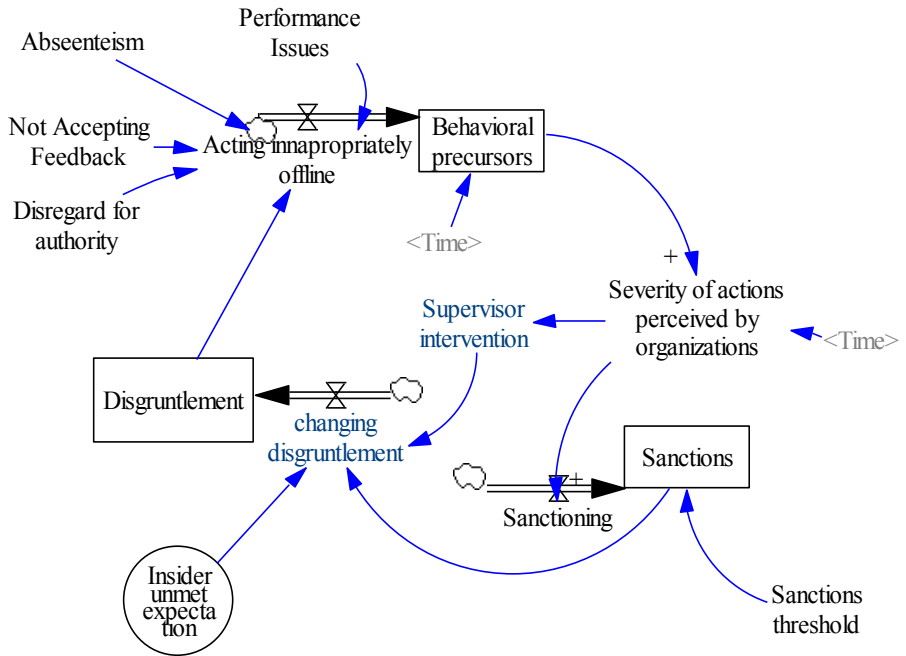 Performance
Issues
Abseenteism
Not Accepting
Feedback
Acting innapropriately
offline
Behavioral
precursors
Disregard for
authority
<Time>
+
Severity of actions
perceived by
organizations
<Time>
Supervisor
intervention
Disgruntlement
changing
disgruntlement
Sanctions
+
Sanctioning
Insider
unmet
expecta
tion
Sanctions
threshold